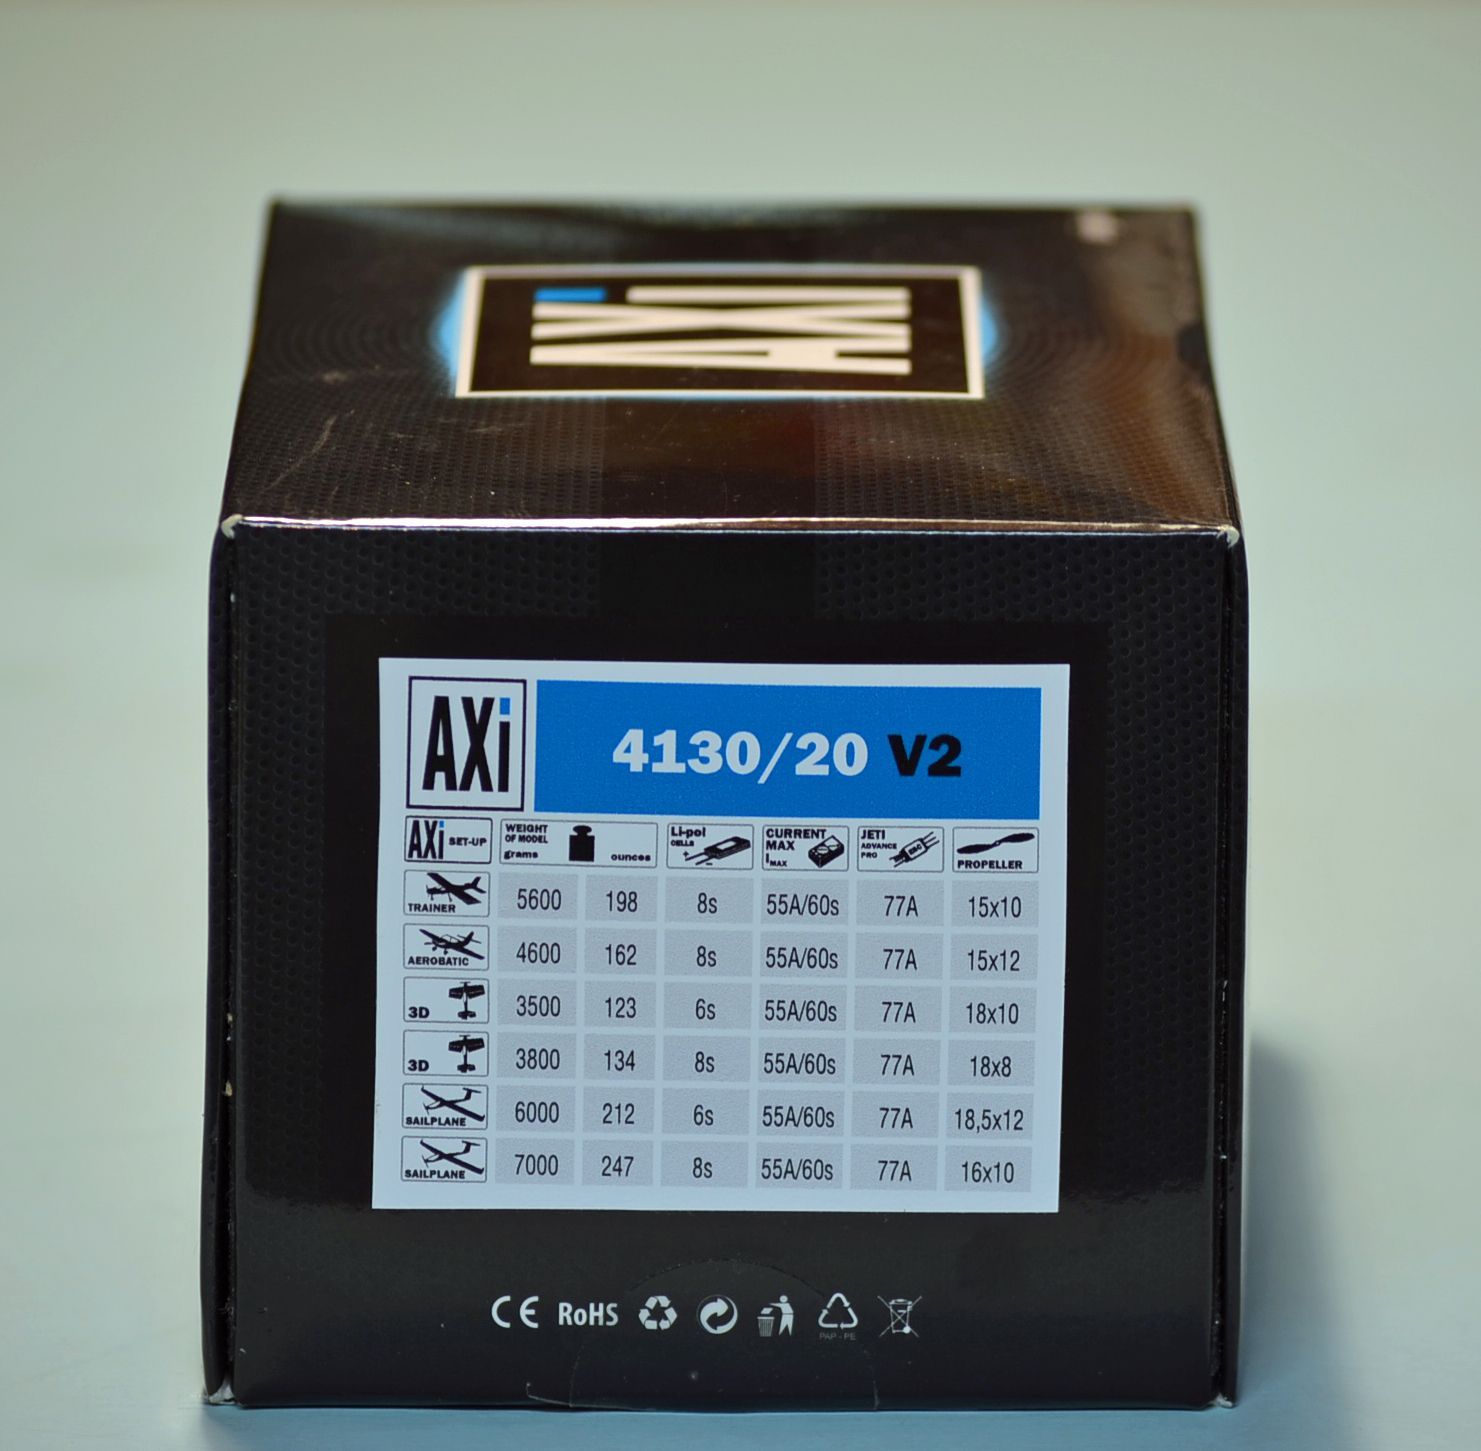 AXi
AXi 4130/20 V2
AXi SET-UP WEIGHT OF MODEL grams ounces Li-pol CELLS + - CURRENT MAX IMAX JETI ADVANCE PRO ESC PROPELLER
TRAINER 5600 198 8s 55A/60s 77A 15x10
AEROBATIC 4600 162 8s 55A/60s 77A 15x12
3D 3500 123 6s 55A/60s 77A 18x10
3D 3800 134 8s 55A/60s 77A 18x8
SAILPLANE 6000 212 6s 55A/60s 77A 18,5x12
SAILPLANE 7000 247 8s 55A/60s 77A 16x10
CE RoHS
PAP - PE